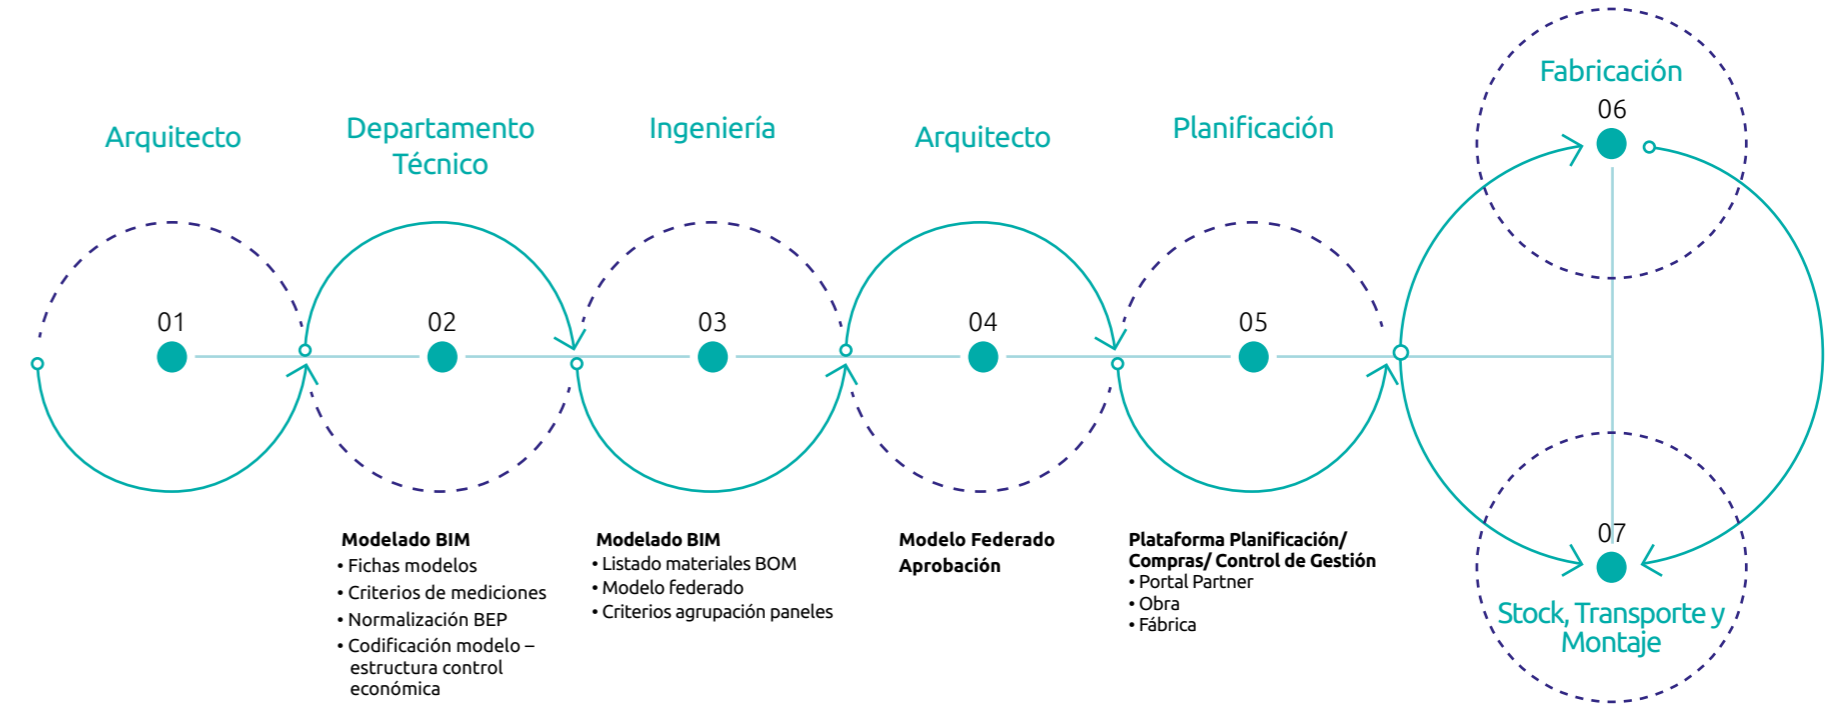 Arquitecto
01
Departamento
Técnico
02
Modelado BIM
• Fichas modelos
• Criterios de mediciones
• Normalización BEP
• Codificación modelo –
estructura control
económica
Ingeniería
03
Modelado BIM
• Listado materiales BOM
• Modelo federado
• Criterios agrupación paneles
Arquitecto
04
Modelo Federado
Aprobación
Planificación
05
Plataforma Planificación/
Compras/ Control de Gestión
• Portal Partner
• Obra
• Fábrica
Fabricación
06
07
Stock, Transporte y
Montaje